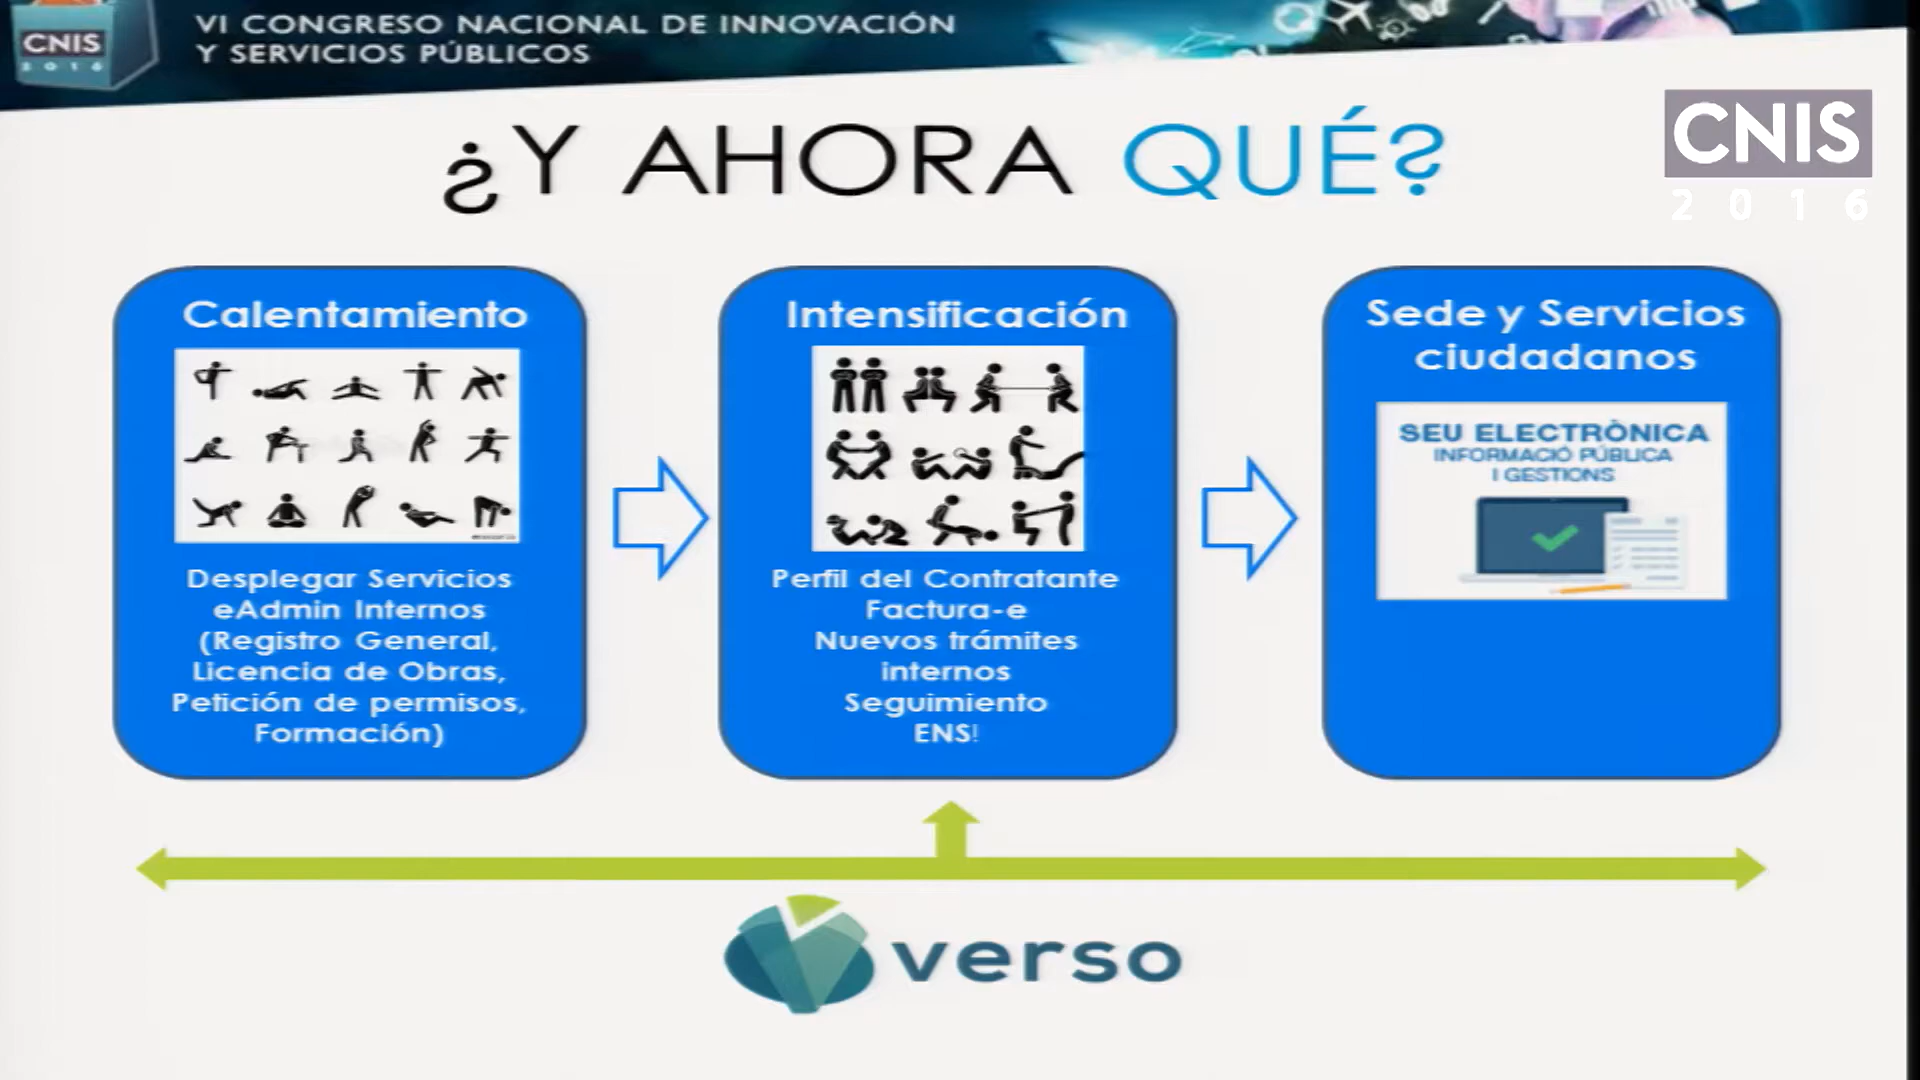 CNIS
2016
VI CONGRESO NACIONAL DE INNOVACIÓN
Y SERVICIOS PÚBLICOS
CNIS
2016
¿Y AHORA QUÉ?
Calentamiento
Desplegar Servicios
eAdmin Internos
(Registro General,
Licencia de Obras,
Petición de permisos,
Formación)
Intensificación
Perfil del Contratante
Factura-e
Nuevos trámites
internos
Seguimiento
ENS!
Sede y Servicios
ciudadanos
SEU ELECTRÒNICA
INFORMACIÓ PÚBLICA
I GESTIONS
verso